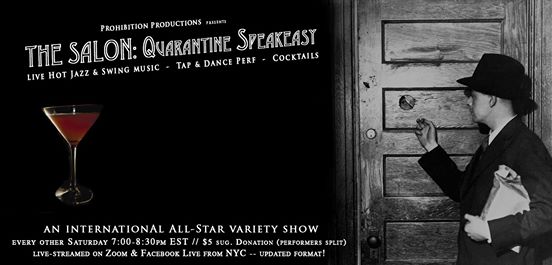 PROHIBITION PRODUCTIONS PRESENTS
THE SALON: QUARANTINE SPEAKEASY
LIVE HOT JAZZ & SWING MUSIC - TAP & DANCE PERF - COCKTAILS
AN INTERNATIONAL ALL-STAR VARIETY SHOW
EVERY OTHER SATURDAY 7:00-8:30PM EST // $5 SUG. DONATION (PERFORMERS SPLIT)
LIVE-STREAMED ON ZOOM & FACEBOOK LIVE FROM NYC -- UPDATED FORMAT!